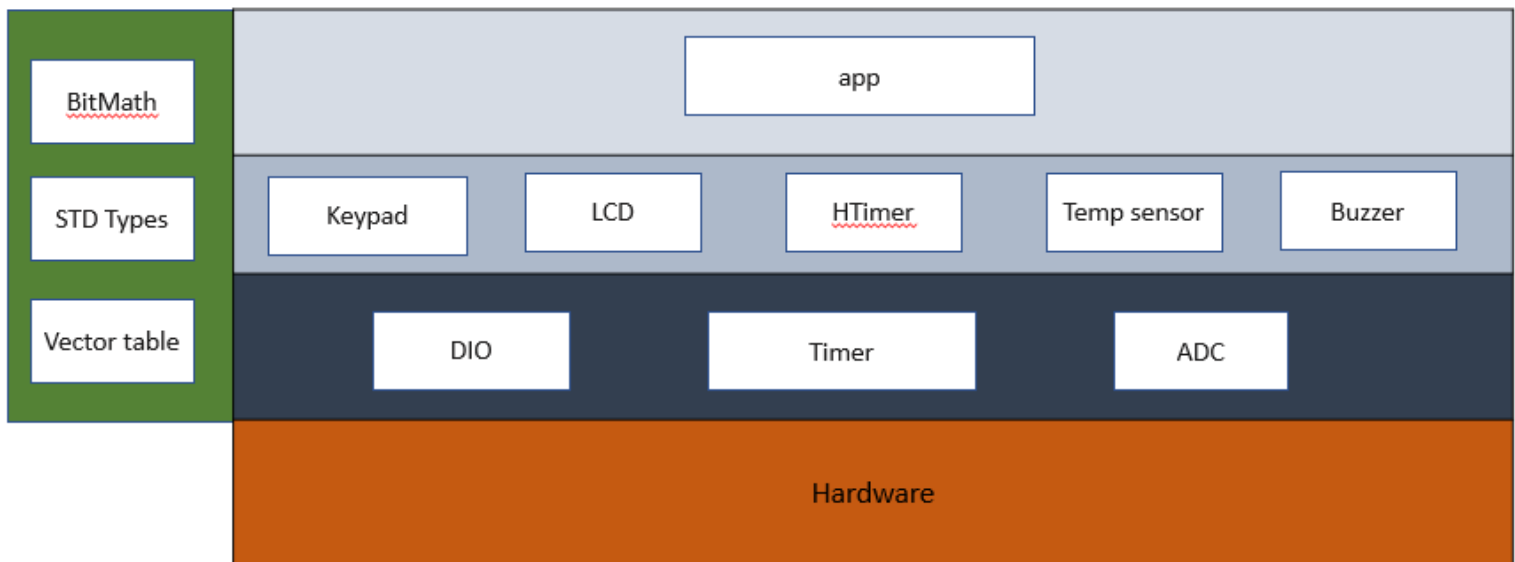 app
BitMath
Keypad
LCD
HTimer
Temp sensor
Buzzer
STD Types
Vector table
DIO
Timer
ADC
Hardware